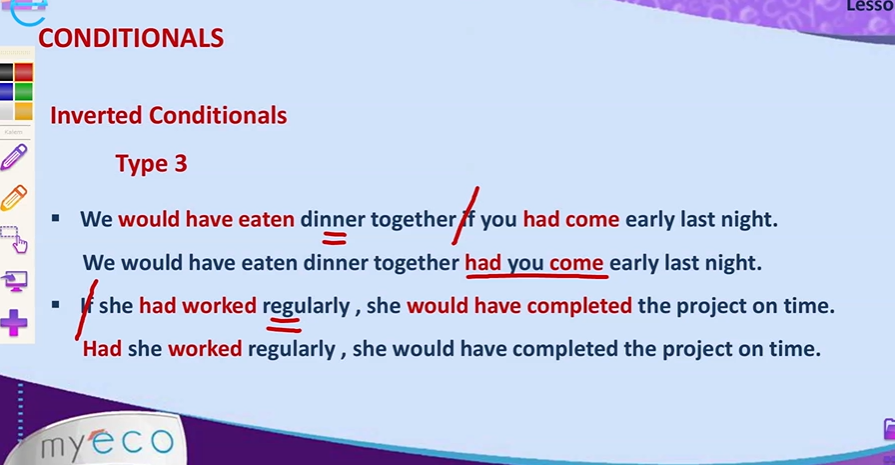 Lesso
CONDITIONALS
Inverted Conditionals
Type 3
▪ We would have eaten dinner together if you had come early last night.
We would have eaten dinner together had you come early last night.
▪ If she had worked regularly , she would have completed the project on time.
Had she worked regularly , she would have completed the project on time.
myeco